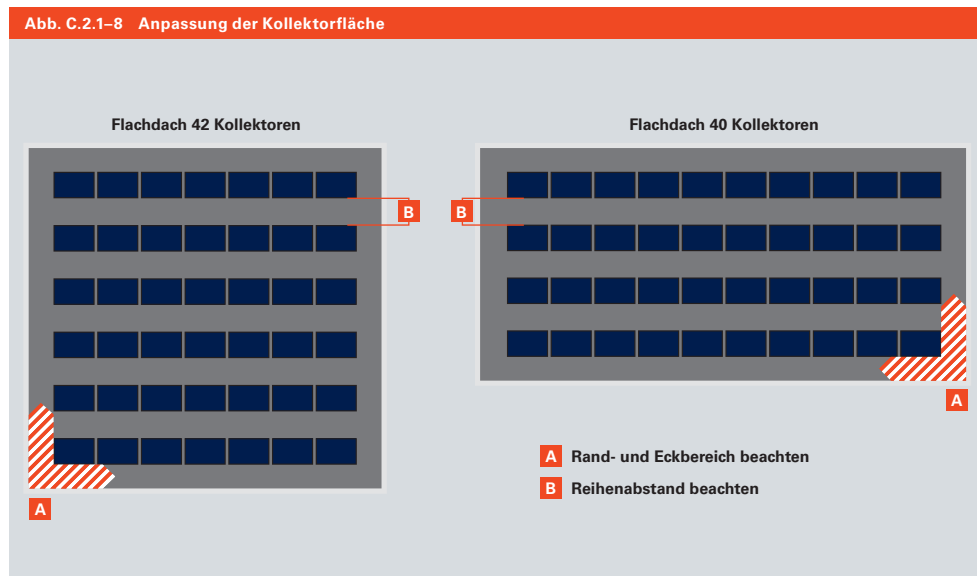 Abb. C.2.1–8 Anpassung der Kollektorfläche
Flachdach 42 Kollektoren
Flachdach 40 Kollektoren
B
B
A
A
A Rand- und Eckbereich beachten
B Reihenabstand beachten